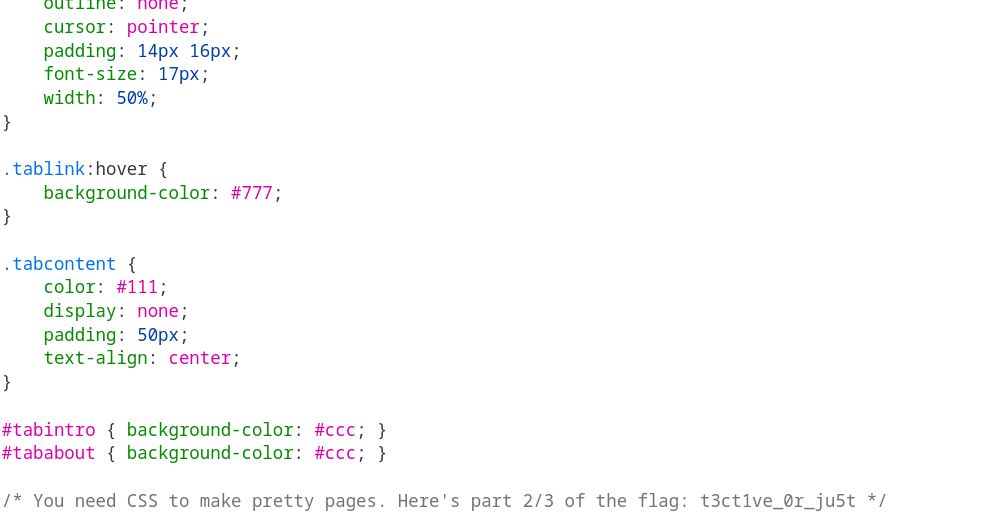 outline: none;
cursor: pointer;
padding: 14px 16px;
font-size: 17px;
width: 50%;
}
.tablink:hover {
background-color: #777;
}
.tabcontent {
color: #111;
display: none;
padding: 50px;
text-align: center;
}
#tabintro { background-color: #ccc; }
#tababout { background-color: #ccc; }
/* You need CSS to make pretty pages. Here's part 2/3 of the flag: t3ct1ve_0r_ju5t */